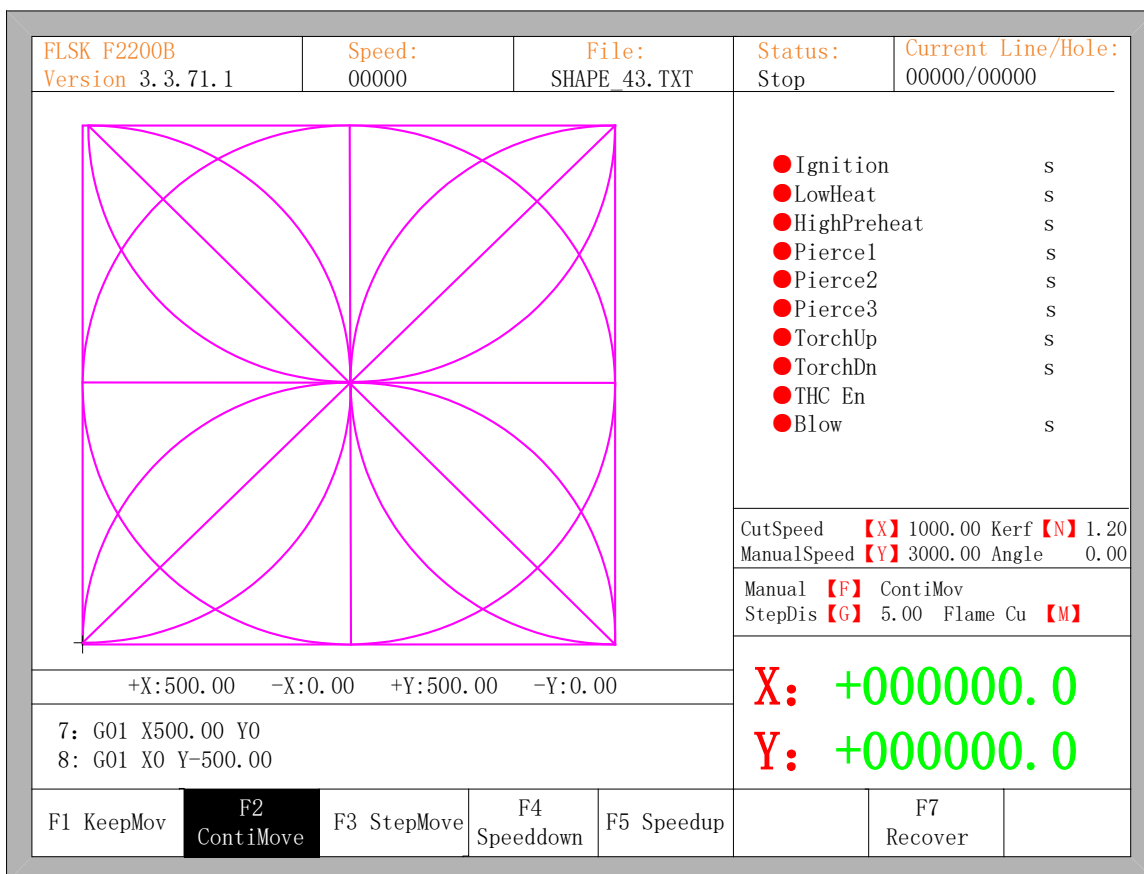 FLSK F2200B
Version 3.3.71.1
Speed:
00000
File:
SHAPE_43.TXT
Status:
Stop
Current Line/Hole:
00000/00000
Ignition s
LowHeat s
HighPreheat s
Pierce1 s
Pierce2 s
Pierce3 s
TorchUp s
TorchDn s
THC En
Blow s
CutSpeed 【X】 1000.00 Kerf 【N】 1.20
ManualSpeed 【Y】 3000.00 Angle 0.00
Manual 【F】 ContiMov
StepDis 【G】 5.00 Flame Cu 【M】
+X:500.00 -X:0.00 +Y:500.00 -Y:0.00
7: G01 X500.00 Y0
8: G01 X0 Y-500.00
X: +000000.0
Y: +000000.0
F1 KeepMov
F2
ContiMove
F3 StepMove
F4
Speeddown
F5 Speedup
F7
Recover